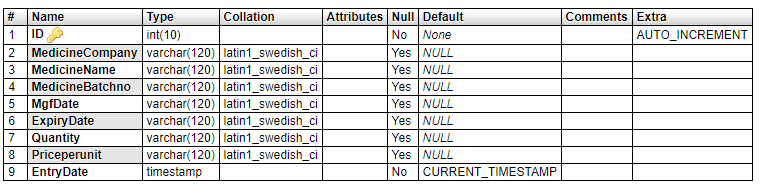 # Name Type Collation Attributes Null Default Comments Extra
1 ID int(10) No None AUTO_INCREMENT
2 MedicineCompany varchar(120) latin1_swedish_ci Yes NULL
3 MedicineName varchar(120) latin1_swedish_ci Yes NULL
4 MedicineBatchno varchar(120) latin1_swedish_ci Yes NULL
5 MgfDate varchar(120) latin1_swedish_ci Yes NULL
6 ExpiryDate varchar(120) latin1_swedish_ci Yes NULL
7 Quantity varchar(120) latin1_swedish_ci Yes NULL
8 Priceperunit varchar(120) latin1_swedish_ci Yes NULL
9 EntryDate timestamp No CURRENT_TIMESTAMP